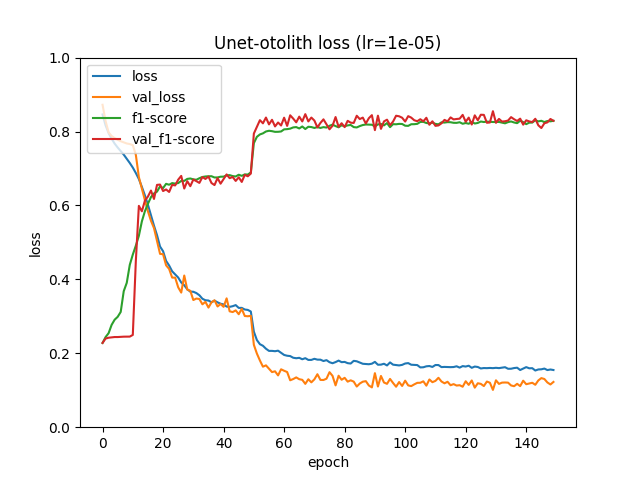 Unet-otolith loss (lr=1e-05)
loss
val_loss
f1-score
val_f1-score
1.0
0.8
0.6
0.4
0.2
0.0
loss
0 20 40 60 80 100 120 140
epoch